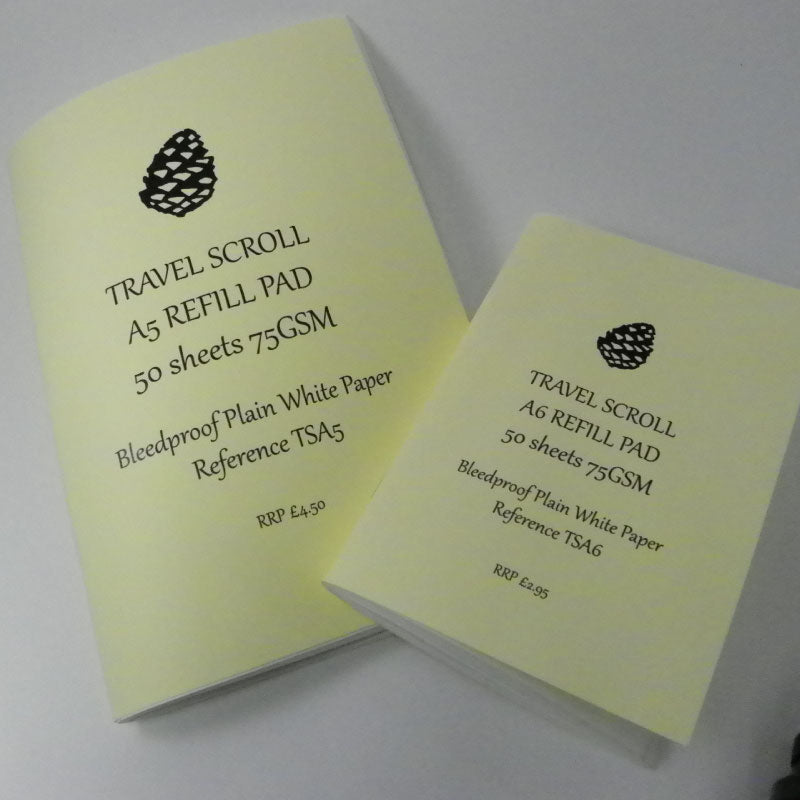 TRAVEL SCROLL
A5 REFILL PAD
50 sheets 75GSM
Bleedproof Plain White Paper
Reference TSA5
RRP £4.50
TRAVEL SCROLL
A6 REFILL PAD
50 sheets 75GSM
Bleedproof Plain White Paper
Reference TSA6
RRP £2.95